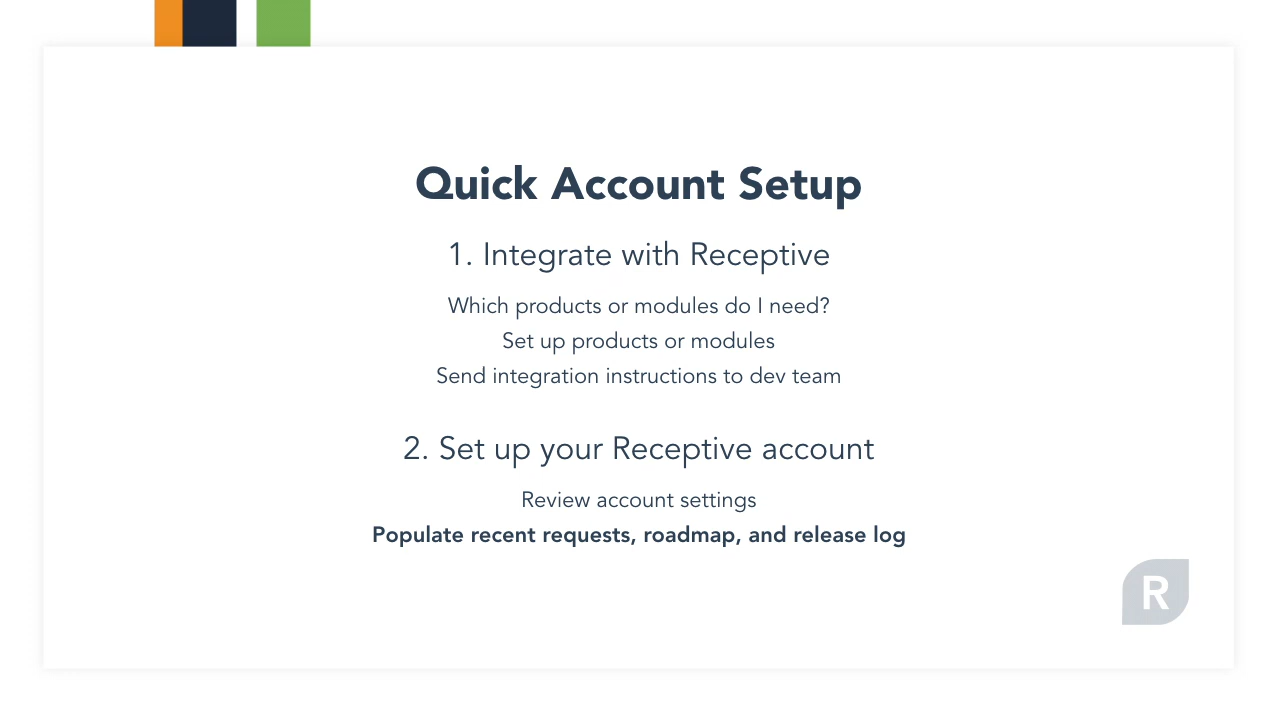 Quick Account Setup
1. Integrate with Receptive
Which products or modules do I need?
Set up products or modules
Send integration instructions to dev team
2. Set up your Receptive account
Review account settings
Populate recent requests, roadmap, and release log
R